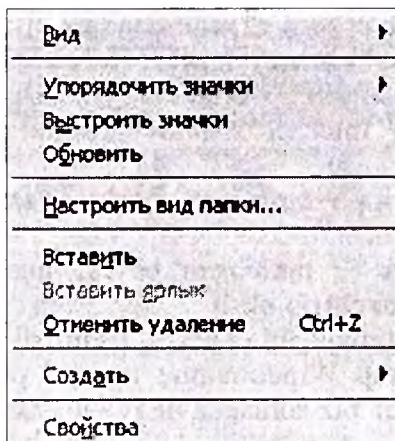 Вид
Упорядочить значки
Выстроить значки
Обновить
Настроить вид папки...
Вставить
Вставить ярлык
Отменить удаление Ctrl+Z
Создать
Свойства